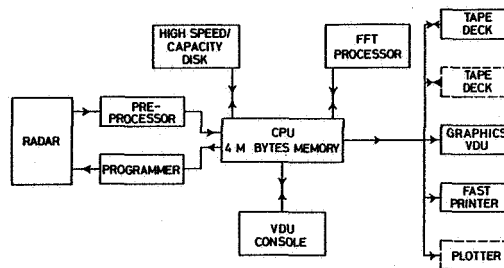 HIGH SPEED/
CAPACITY
DISK
FFT
PROCESSOR
TAPE
DECK
TAPE
DECK
RADAR
PRE-
PROCESSOR
PROGRAMMER
CPU
4 M BYTES MEMORY
GRAPHICS
VDU
FAST
PRINTER
VDU
CONSOLE
PLOTTER